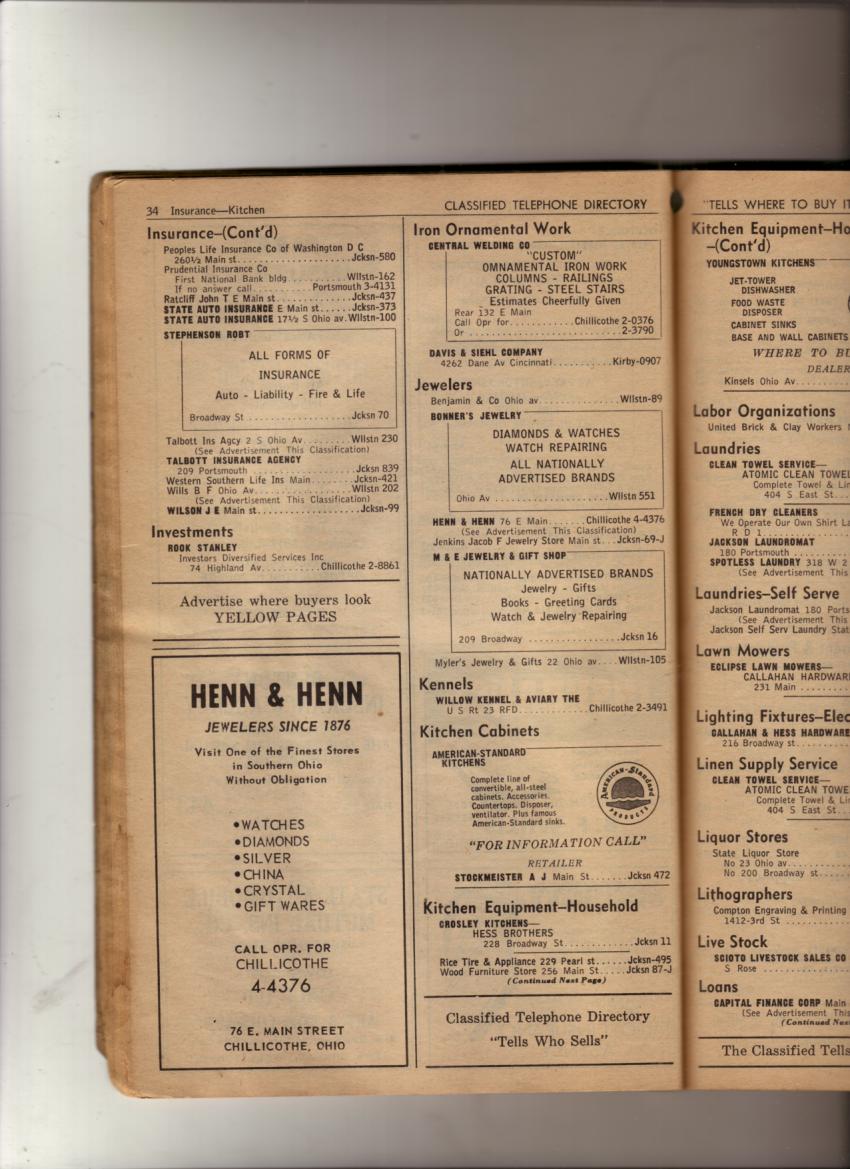 34 Insurance—Kitchen
CLASSIFIED TELEPHONE DIRECTORY
Insurance—(Cont'd)
Peoples Life Insurance Co of Washington D C
260½ Main st......................Jcksn-580
Prudential Insurance Co
First National Bank bldg..........Wllstn-162
If no answer call..........Portsmouth 3-4131
Ratcliff John T E Main st.............Jcksn-437
STATE AUTO INSURANCE E Main st......Jcksn-373
STATE AUTO INSURANCE 17½ S Ohio av.Wllstn-100
STEPHENSON ROBT
ALL FORMS OF
INSURANCE
Auto - Liability - Fire & Life
Broadway St ....................Jcksn 70
Talbott Ins Agcy 2 S Ohio Av........Wllstn 230
(See Advertisement This Classification)
TALBOTT INSURANCE AGENCY
209 Portsmouth ...................Jcksn 839
Western Southern Life Ins Main.......Jcksn-421
Wills B F Ohio Av....................Wllstn 202
(See Advertisement This Classification)
WILSON J E Main st....................Jcksn-99
Investments
ROOK STANLEY
Investors Diversified Services Inc
74 Highland Av............Chillicothe 2-8861
Advertise where buyers look
YELLOW PAGES
HENN & HENN
JEWELERS SINCE 1876
Visit One of the Finest Stores
in Southern Ohio
Without Obligation
• WATCHES
• DIAMONDS
• SILVER
• CHINA
• CRYSTAL
• GIFT WARES
CALL OPR. FOR
CHILLICOTHE
4-4376
76 E. MAIN STREET
CHILLICOTHE, OHIO
Iron Ornamental Work
CENTRAL WELDING CO
"CUSTOM"
OMNAMENTAL IRON WORK
COLUMNS - RAILINGS
GRATING - STEEL STAIRS
Estimates Cheerfully Given
Rear 132 E Main
Call Opr for............Chillicothe 2-0376
Or ..............................2-3790
DAVIS & SIEHL COMPANY
4262 Dane Av Cincinnati...........Kirby-0907
Jewelers
Benjamin & Co Ohio av...............Wllstn-89
BONNER'S JEWELRY
DIAMONDS & WATCHES
WATCH REPAIRING
ALL NATIONALLY
ADVERTISED BRANDS
Ohio Av .........................Wllstn 551
HENN & HENN 76 E Main.......Chillicothe 4-4376
(See Advertisement This Classification)
Jenkins Jacob F Jewelry Store Main st...Jcksn-69-J
M & E JEWELRY & GIFT SHOP
NATIONALLY ADVERTISED BRANDS
Jewelry - Gifts
Books - Greeting Cards
Watch & Jewelry Repairing
209 Broadway .................Jcksn 16
Myler's Jewelry & Gifts 22 Ohio av....Wllstn-105
Kennels
WILLOW KENNEL & AVIARY THE
U S Rt 23 RFD.............Chillicothe 2-3491
Kitchen Cabinets
AMERICAN-STANDARD
KITCHENS
Complete line of
convertible, all-steel
cabinets. Accessories.
Countertops. Disposer,
ventilator. Plus famous
American-Standard sinks.
AMERICAN-Standard
PRODUCTS
"FOR INFORMATION CALL"
RETAILER
STOCKMEISTER A J Main St.......Jcksn 472
Kitchen Equipment—Household
CROSLEY KITCHENS—
HESS BROTHERS
228 Broadway St..............Jcksn 11
Rice Tire & Appliance 229 Pearl st......Jcksn-495
Wood Furniture Store 256 Main St.....Jcksn 87-J
(Continued Next Page)
Classified Telephone Directory
"Tells Who Sells"
"TELLS WHERE TO BUY IT
Kitchen Equipment—Ho
—(Cont'd)
YOUNGSTOWN KITCHENS
JET-TOWER
DISHWASHER
FOOD WASTE
DISPOSER
CABINET SINKS
BASE AND WALL CABINETS
WHERE TO BU
DEALER
Kinsels Ohio Av..........
Labor Organizations
United Brick & Clay Workers
Laundries
CLEAN TOWEL SERVICE—
ATOMIC CLEAN TOWEL
Complete Towel & Lin
404 S East St...
FRENCH DRY CLEANERS
We Operate Our Own Shirt La
R D 1..............
JACKSON LAUNDROMAT
180 Portsmouth ..........
SPOTLESS LAUNDRY 318 W 2
(See Advertisement This
Laundries—Self Serve
Jackson Laundromat 180 Ports
(See Advertisement This
Jackson Self Serv Laundry Stat
Lawn Mowers
ECLIPSE LAWN MOWERS—
CALLAHAN HARDWAR
231 Main .........
Lighting Fixtures—Elec
CALLAHAN & HESS HARDWARE
216 Broadway st..........
Linen Supply Service
CLEAN TOWEL SERVICE—
ATOMIC CLEAN TOWE
Complete Towel & Li
404 S East St..
Liquor Stores
State Liquor Store
No 23 Ohio av..........
No 200 Broadway st......
Lithographers
Compton Engraving & Printing
1412-3rd St ..........
Live Stock
SCIOTO LIVESTOCK SALES CO
S Rose ..............
Loans
CAPITAL FINANCE CORP Main
(See Advertisement This
(Continued Nex
The Classified Tells